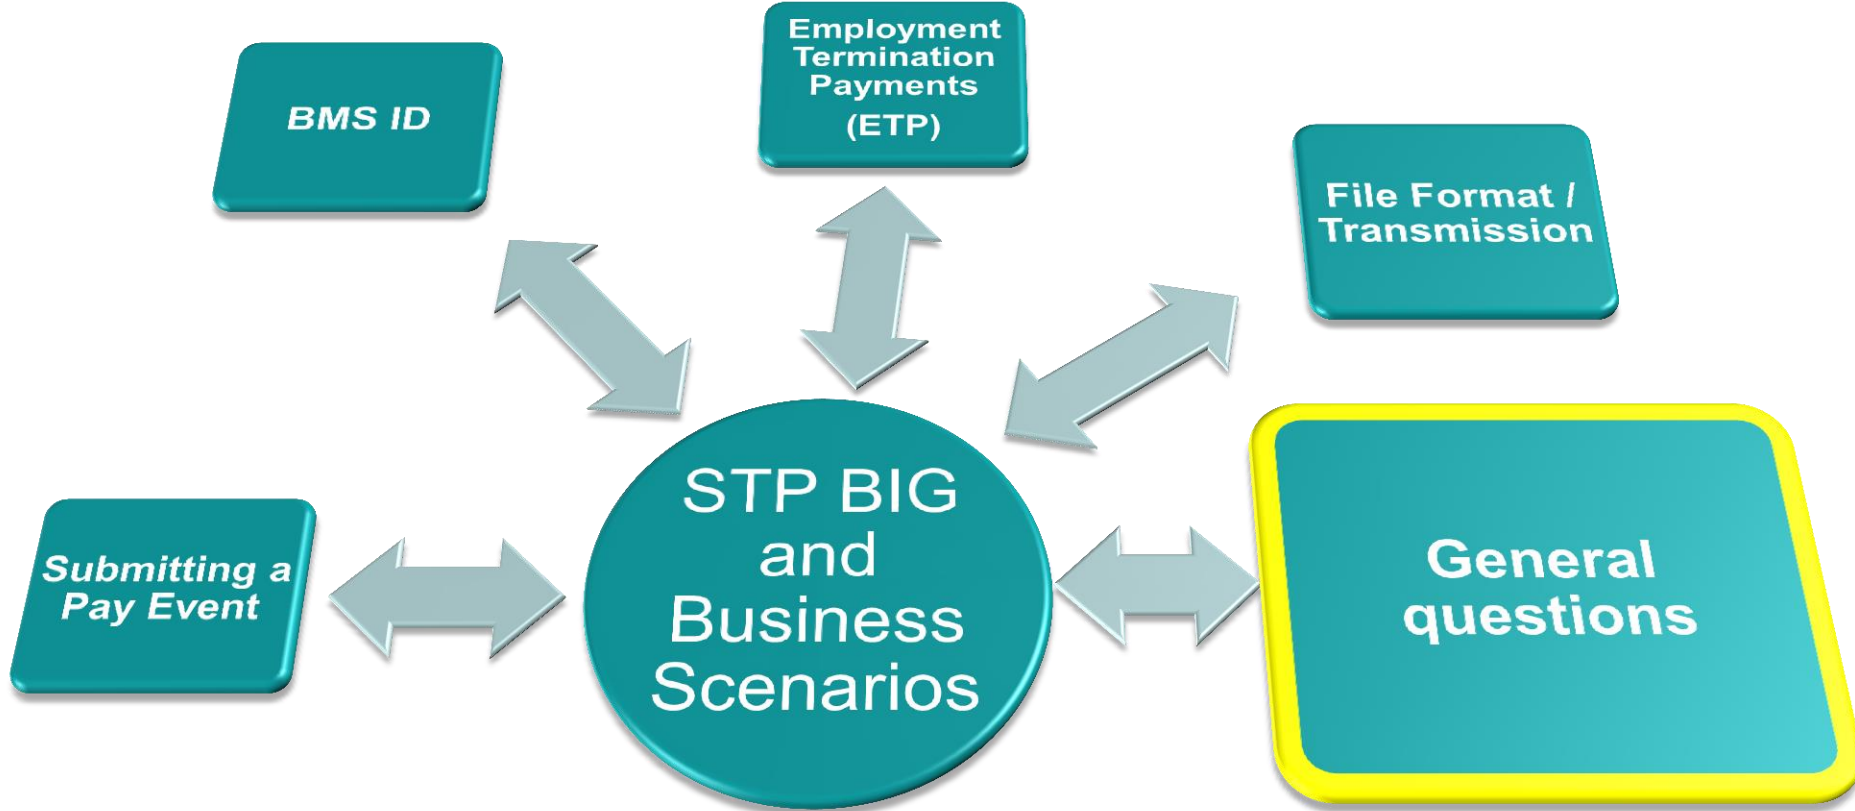 BMS ID
Employment
Termination
Payments
(ETP)
File Format /
Transmission
Submitting a
Pay Event
STP BIG
and
Business
Scenarios
General
questions